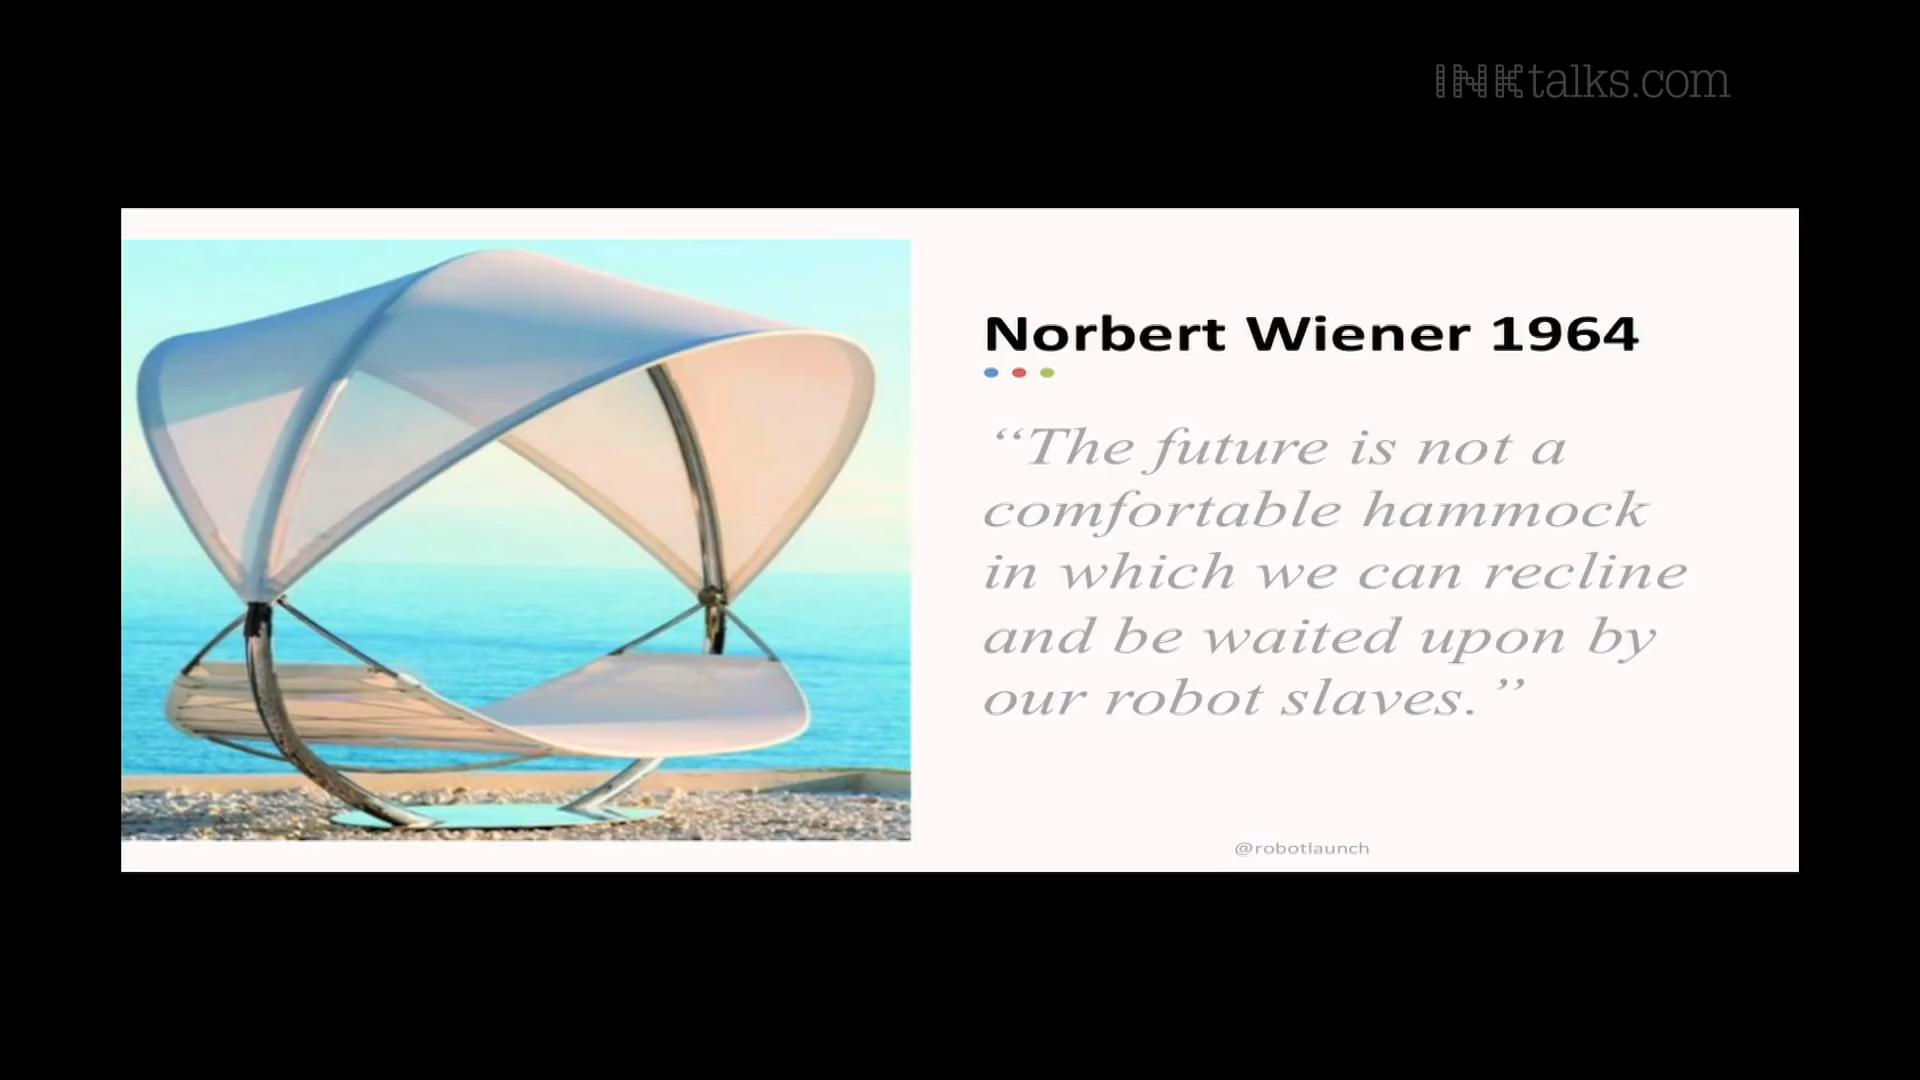 INKtalks.com
Norbert Wiener 1964
“The future is not a
comfortable hammock
in which we can recline
and be waited upon by
our robot slaves.”
@robotlaunch